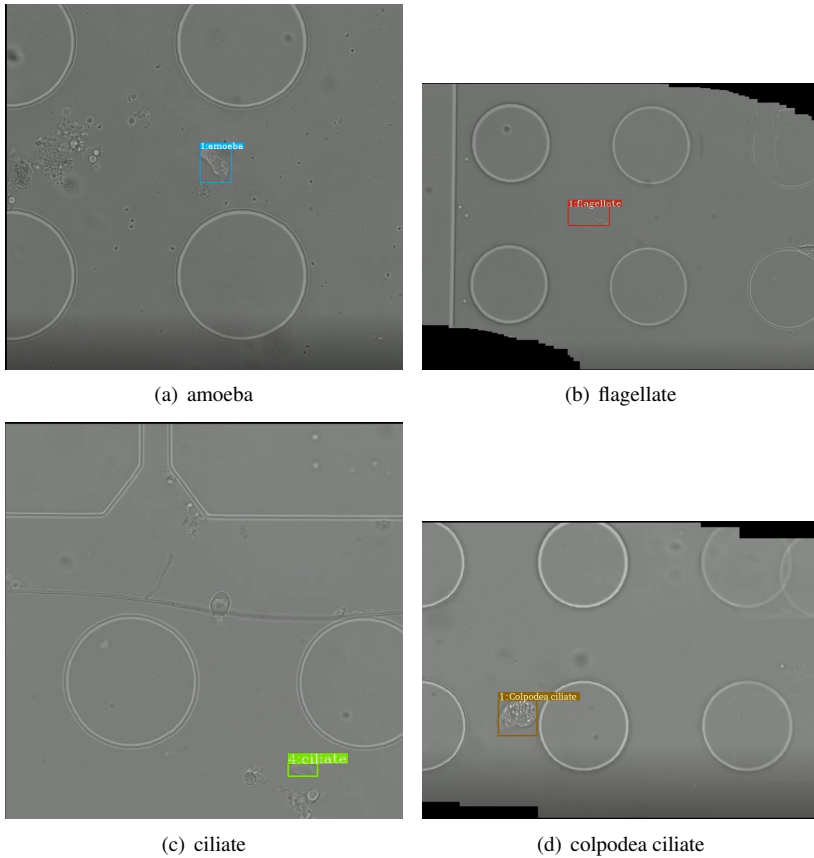 1:amoeba
1:flagellate
(a) amoeba
(b) flagellate
4:ciliate
1:Colpodea ciliate
(c) ciliate
(d) colpodea ciliate